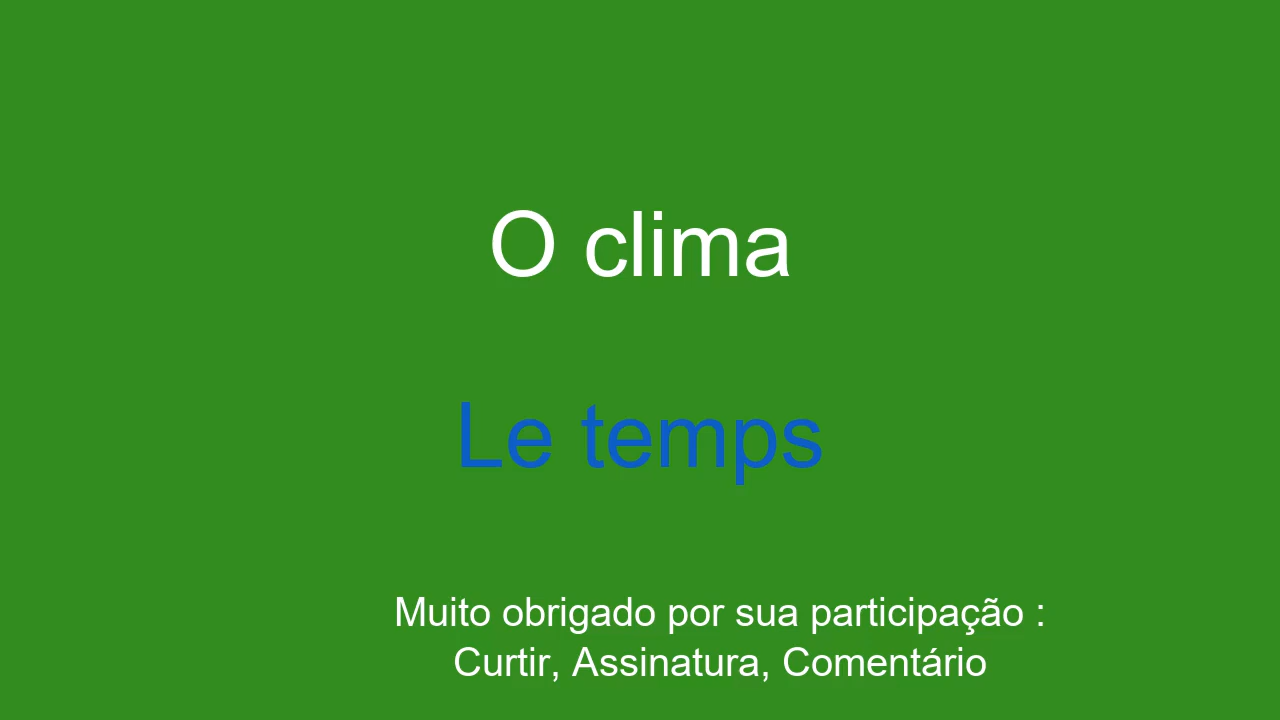 O clima
Le temps
Muito obrigado por sua participação :
Curtir, Assinatura, Comentário